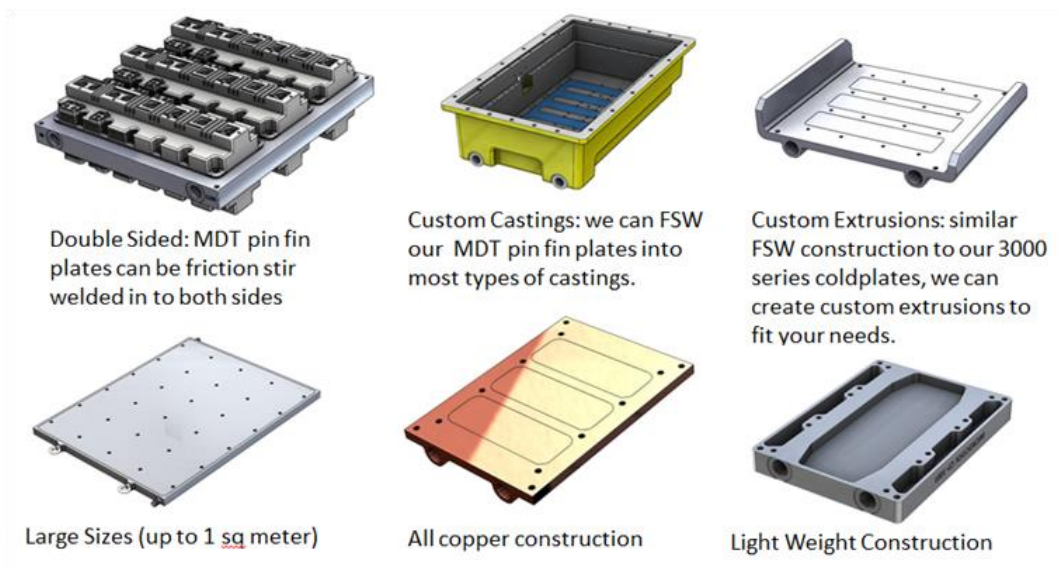 Double Sided: MDT pin fin
plates can be friction stir
welded in to both sides
Custom Castings: we can FSW
our MDT pin fin plates into
most types of castings.
Custom Extrusions: similar
FSW construction to our 3000
series coldplates, we can
create custom extrusions to
fit your needs.
Large Sizes (up to 1 sq meter)
All copper construction
Light Weight Construction